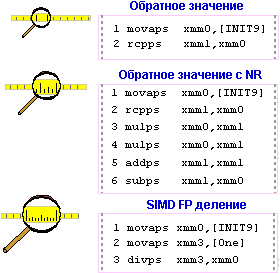 Обратное значение
1 movaps xmm0,[INIT9]
2 rcpps xmm1,xmm0
Обратное значение с NR
1 movaps xmm0,[INIT9]
2 rcpps xmm1,xmm0
3 mulps xmm0,xmm1
4 mulps xmm0,xmm1
5 addps xmm1,xmm1
6 subps xmm1,xmm0
SIMD FP деление
1 movaps xmm0,[INIT9]
2 movaps xmm3,[One]
3 divps xmm3,xmm0